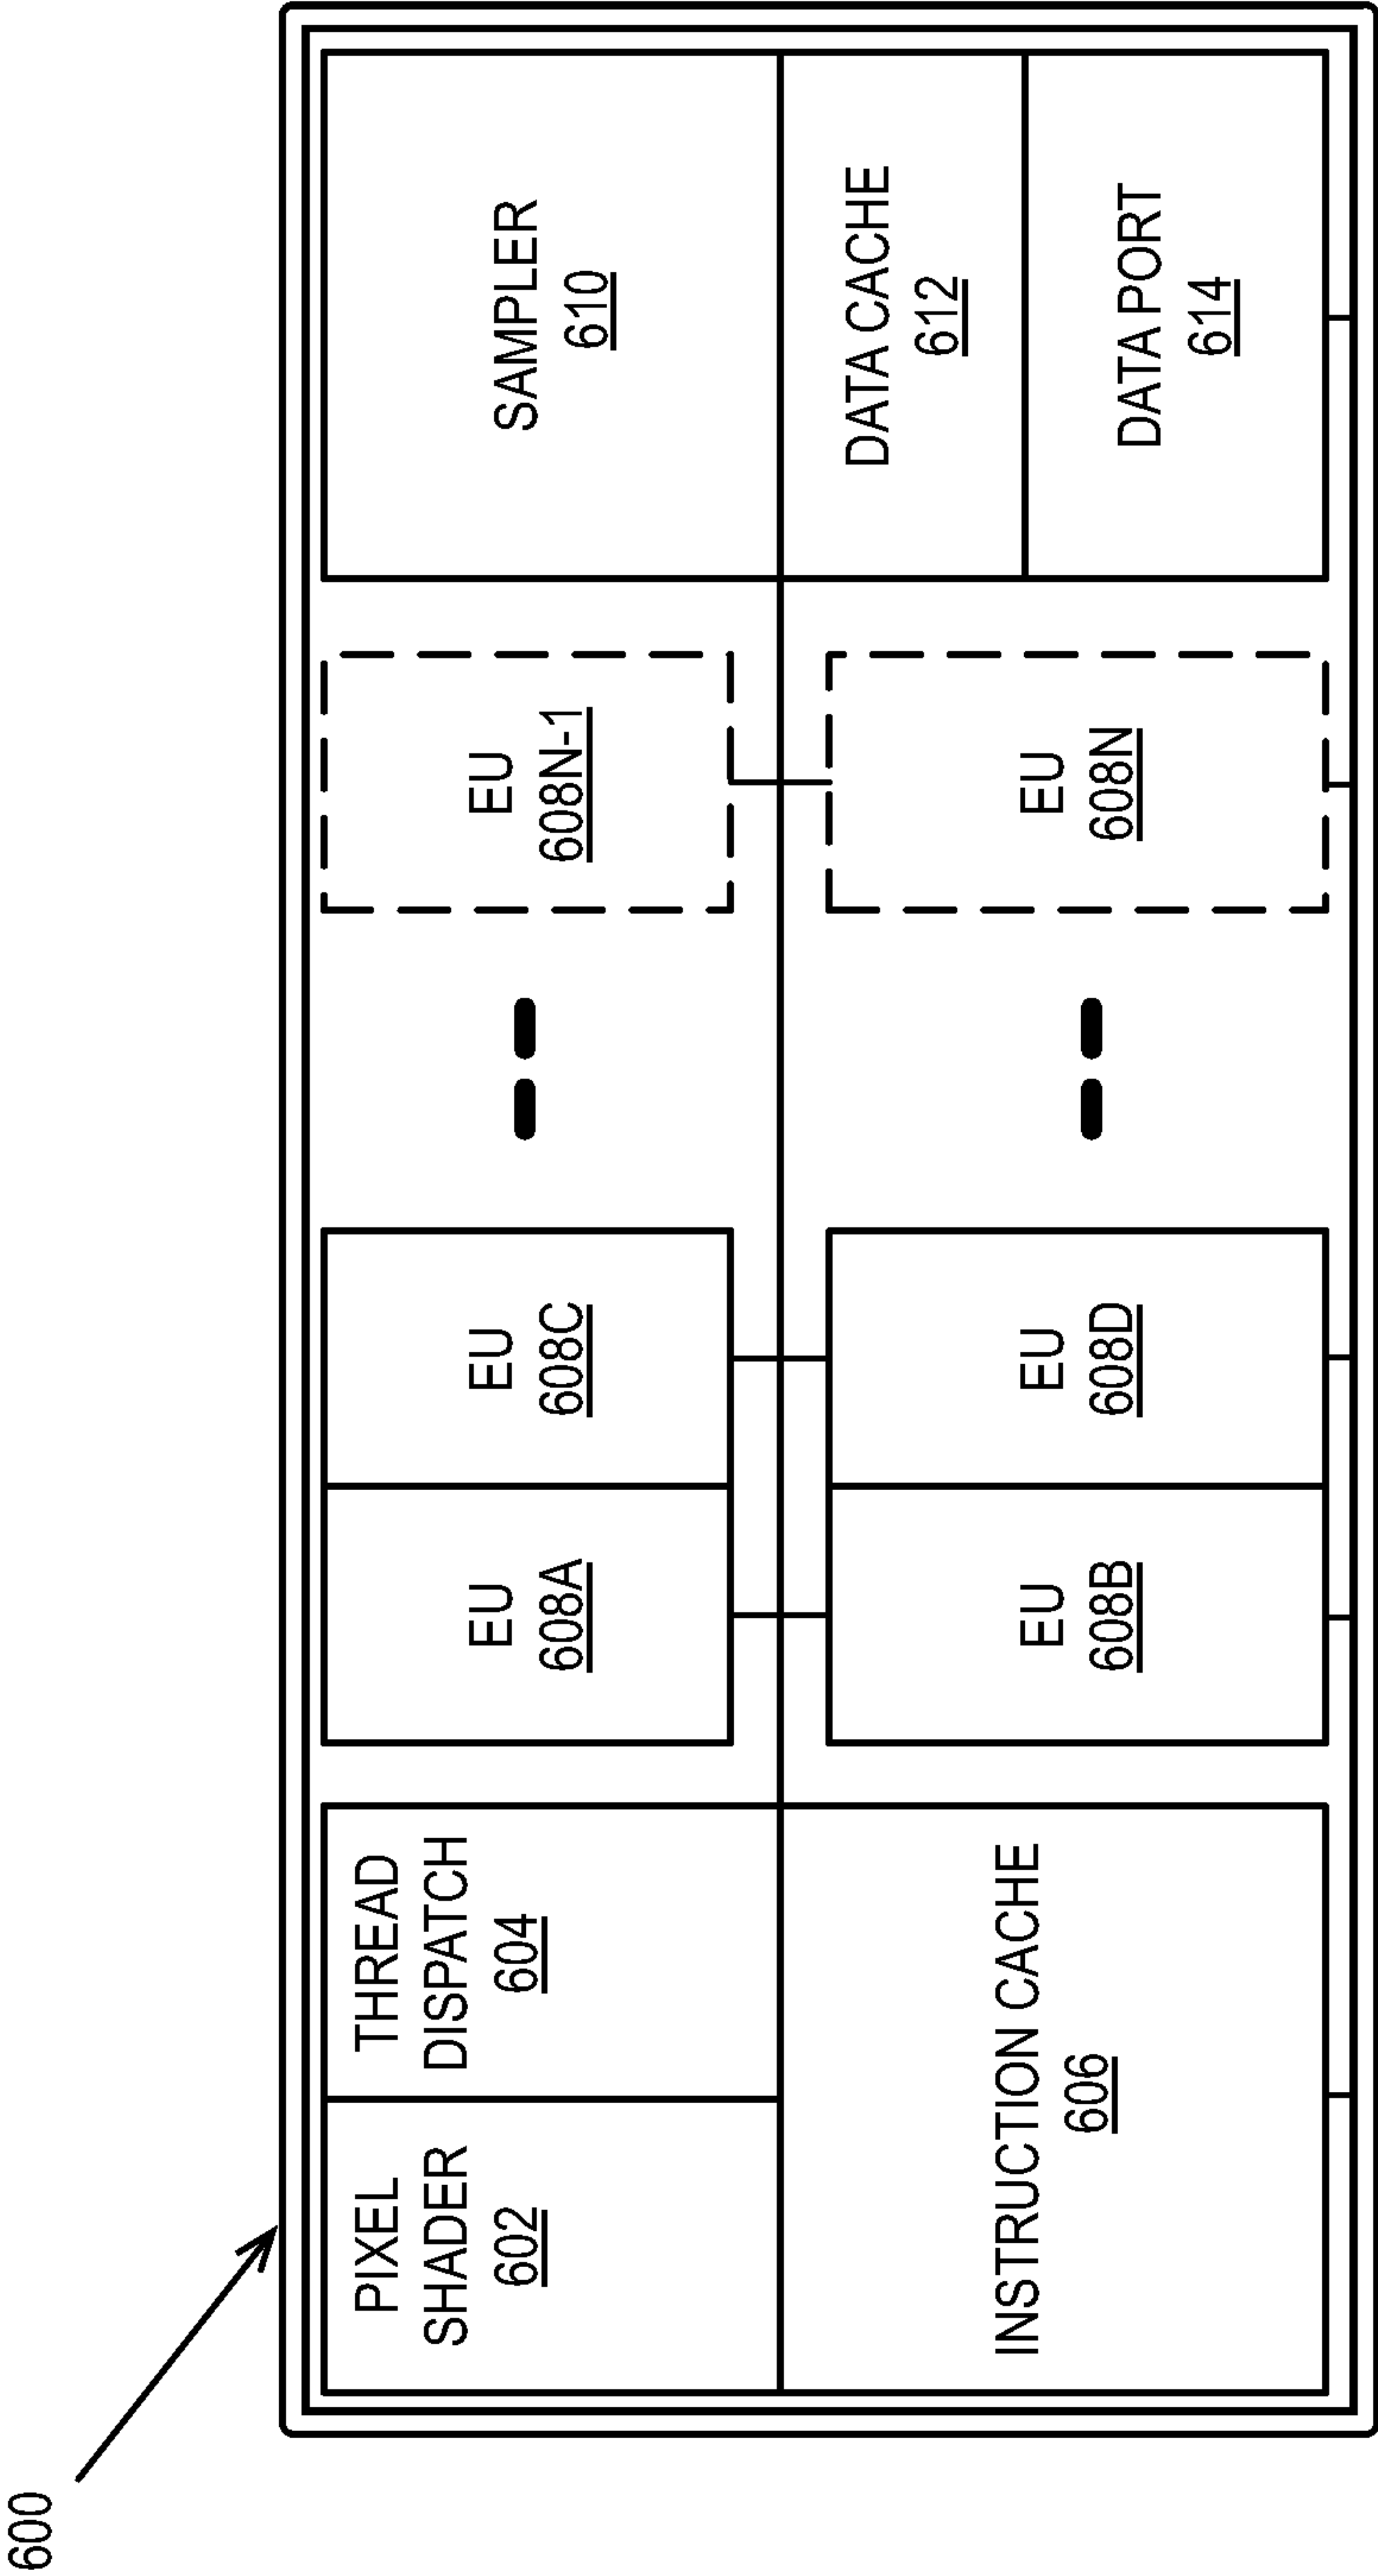 600
PIXEL
SHADER
602
THREAD
DISPATCH
604
INSTRUCTION CACHE
606
EU
608A
EU
608C
EU
608N-1
EU
608B
EU
608D
EU
608N
SAMPLER
610
DATA CACHE
612
DATA PORT
614